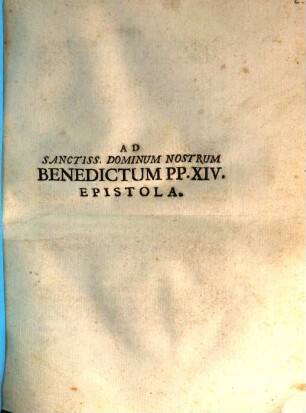 AD
SANCTISS. DOMINUM NOSTRUM
BENEDICTUM PP.XIV.
EPISTOLA.